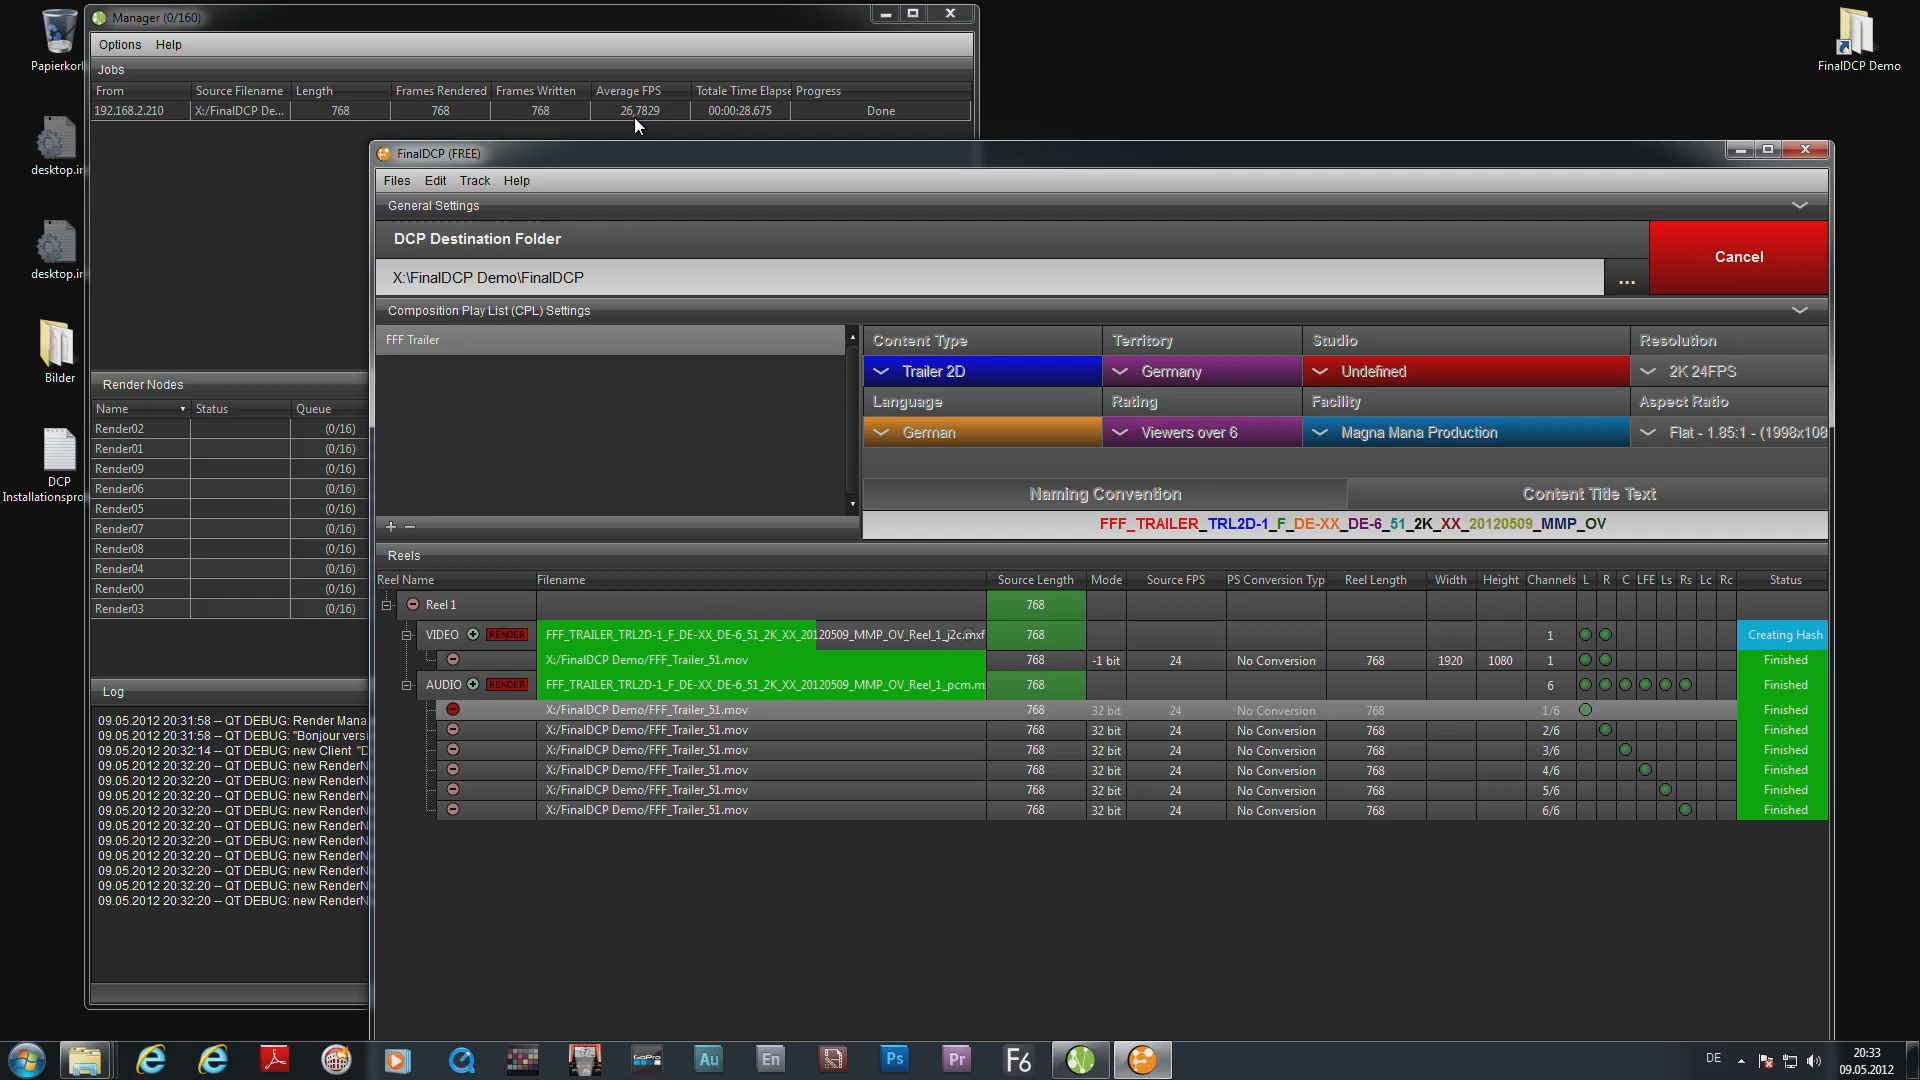 Manager (0/160)
Options Help
Jobs
From Source Filename Length Frames Rendered Frames Written Average FPS Totale Time Elapse Progress
192.168.2.210 X:/FinalDCP De... 768 768 768 26,7829 00:00:28.675 Done
Papierkor
desktop.in
desktop.in
Bilder
DCP
Installationspro
FinalDCP Demo
Render Nodes
Name Status Queue
Render02 (0/16)
Render01 (0/16)
Render09 (0/16)
Render06 (0/16)
Render05 (0/16)
Render07 (0/16)
Render08 (0/16)
Render04 (0/16)
Render00 (0/16)
Render03 (0/16)
Log
09.05.2012 20:31:58 -- QT DEBUG: Render Mana
09.05.2012 20:31:58 -- QT DEBUG: "Bonjour versi
09.05.2012 20:32:14 -- QT DEBUG: new Client "D
09.05.2012 20:32:20 -- QT DEBUG: new RenderN
09.05.2012 20:32:20 -- QT DEBUG: new RenderN
09.05.2012 20:32:20 -- QT DEBUG: new RenderN
09.05.2012 20:32:20 -- QT DEBUG: new RenderN
09.05.2012 20:32:20 -- QT DEBUG: new RenderN
09.05.2012 20:32:20 -- QT DEBUG: new RenderN
09.05.2012 20:32:20 -- QT DEBUG: new RenderN
09.05.2012 20:32:20 -- QT DEBUG: new RenderN
09.05.2012 20:32:20 -- QT DEBUG: new RenderN
09.05.2012 20:32:20 -- QT DEBUG: new RenderN
FinalDCP (FREE)
Files Edit Track Help
General Settings
DCP Destination Folder
X:\FinalDCP Demo\FinalDCP
...
Cancel
Composition Play List (CPL) Settings
FFF Trailer
Content Type Territory Studio Resolution
Trailer 2D Germany Undefined 2K 24FPS
Language Rating Facility Aspect Ratio
German Viewers over 6 Magna Mana Production Flat - 1.85:1 - (1998x108
Naming Convention Content Title Text
FFF_TRAILER_TRL2D-1_F_DE-XX_DE-6_51_2K_XX_20120509_MMP_OV
Reels
Reel Name Filename Source Length Mode Source FPS PS Conversion Typ Reel Length Width Height Channels L R C LFE Ls Rs Lc Rc Status
Reel 1 768
VIDEO RENDER FFF_TRAILER_TRL2D-1_F_DE-XX_DE-6_51_2K_XX_20120509_MMP_OV_Reel_1_j2c.mxf 768 1 Creating Hash
X:/FinalDCP Demo/FFF_Trailer_51.mov 768 -1 bit 24 No Conversion 768 1920 1080 1 Finished
AUDIO RENDER FFF_TRAILER_TRL2D-1_F_DE-XX_DE-6_51_2K_XX_20120509_MMP_OV_Reel_1_pcm.m 768 6 Finished
X:/FinalDCP Demo/FFF_Trailer_51.mov 768 32 bit 24 No Conversion 768 1/6 Finished
X:/FinalDCP Demo/FFF_Trailer_51.mov 768 32 bit 24 No Conversion 768 2/6 Finished
X:/FinalDCP Demo/FFF_Trailer_51.mov 768 32 bit 24 No Conversion 768 3/6 Finished
X:/FinalDCP Demo/FFF_Trailer_51.mov 768 32 bit 24 No Conversion 768 4/6 Finished
X:/FinalDCP Demo/FFF_Trailer_51.mov 768 32 bit 24 No Conversion 768 5/6 Finished
X:/FinalDCP Demo/FFF_Trailer_51.mov 768 32 bit 24 No Conversion 768 6/6 Finished
GoPro Au En Ps Pr F6
DE
20:33
09.05.2012